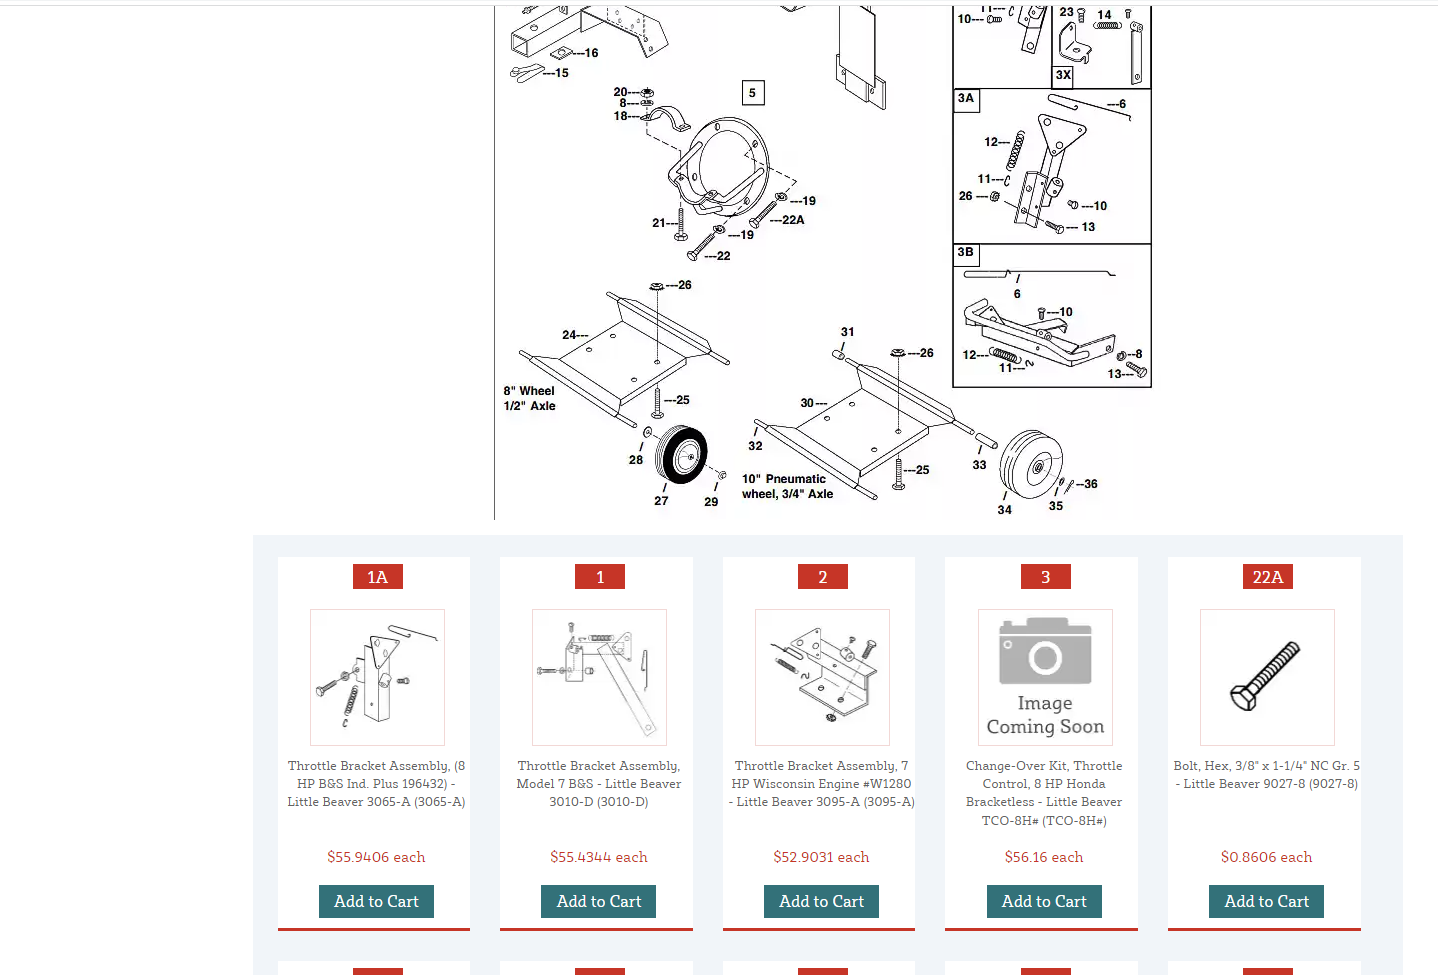 11---
10---
23
14
3X
---16
---15
20---
8---
18---
5
21---
---19
---22A
---19
---22
3A
---6
12---
11---
26 ---
---10
--- 13
3B
6
---10
12---
11---
--8
13---
---26
24---
8" Wheel
1/2" Axle
---25
28
27
29
31
---26
30---
32
33
10" Pneumatic
wheel, 3/4" Axle
---25
34
35
--36
1A
Throttle Bracket Assembly, (8
HP B&S Ind. Plus 196432) -
Little Beaver 3065-A (3065-A)
$55.9406 each
Add to Cart
1
Throttle Bracket Assembly,
Model 7 B&S - Little Beaver
3010-D (3010-D)
$55.4344 each
Add to Cart
2
Throttle Bracket Assembly, 7
HP Wisconsin Engine #W1280
- Little Beaver 3095-A (3095-A)
$52.9031 each
Add to Cart
3
Image
Coming Soon
Change-Over Kit, Throttle
Control, 8 HP Honda
Bracketless - Little Beaver
TCO-8H# (TCO-8H#)
$56.16 each
Add to Cart
22A
Bolt, Hex, 3/8" x 1-1/4" NC Gr. 5
- Little Beaver 9027-8 (9027-8)
$0.8606 each
Add to Cart